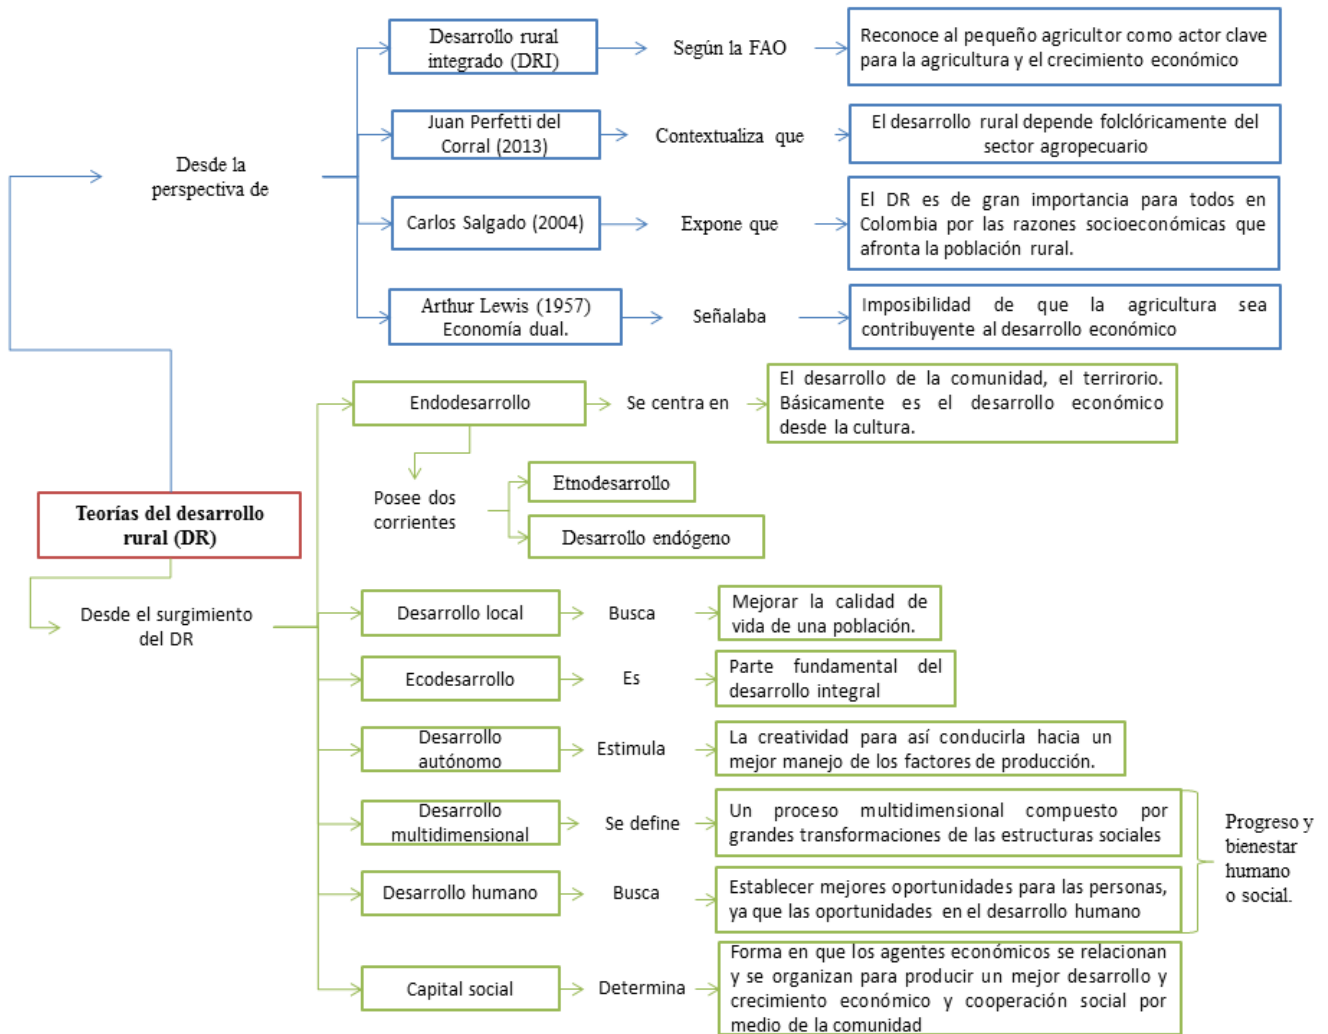 Desarrollo rural
integrado (DRI)
Según la FAO
Reconoce al pequeño agricultor como actor clave
para la agricultura y el crecimiento económico
Juan Perfetti del
Corral (2013)
Contextualiza que
El desarrollo rural depende folclóricamente del
sector agropecuario
Desde la
perspectiva de
Carlos Salgado (2004)
Expone que
El DR es de gran importancia para todos en
Colombia por las razones socioeconómicas que
afronta la población rural.
Arthur Lewis (1957)
Economía dual.
Señalaba
Imposibilidad de que la agricultura sea
contribuyente al desarrollo económico
Endodesarrollo
Se centra en
El desarrollo de la comunidad, el terrirorio.
Básicamente es el desarrollo económico
desde la cultura.
Posee dos
corrientes
Etnodesarrollo
Desarrollo endógeno
Teorías del desarrollo
rural (DR)
Desde el surgimiento
del DR
Desarrollo local
Busca
Mejorar la calidad de
vida de una población.
Ecodesarrollo
Es
Parte fundamental del
desarrollo integral
Desarrollo
autónomo
Estimula
La creatividad para así conducirla hacia un
mejor manejo de los factores de producción.
Desarrollo
multidimensional
Se define
Un proceso multidimensional compuesto por
grandes transformaciones de las estructuras sociales
Desarrollo humano
Busca
Establecer mejores oportunidades para las personas,
ya que las oportunidades en el desarrollo humano
Progreso y
bienestar
humano
o social.
Capital social
Determina
Forma en que los agentes económicos se relacionan
y se organizan para producir un mejor desarrollo y
crecimiento económico y cooperación social por
medio de la comunidad